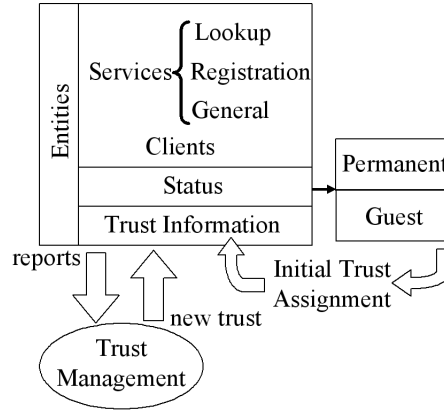 Entities
Services
Lookup
Registration
General
Clients
Status
Trust Information
Permanent
Guest
reports
new trust
Initial Trust
Assignment
Trust
Management